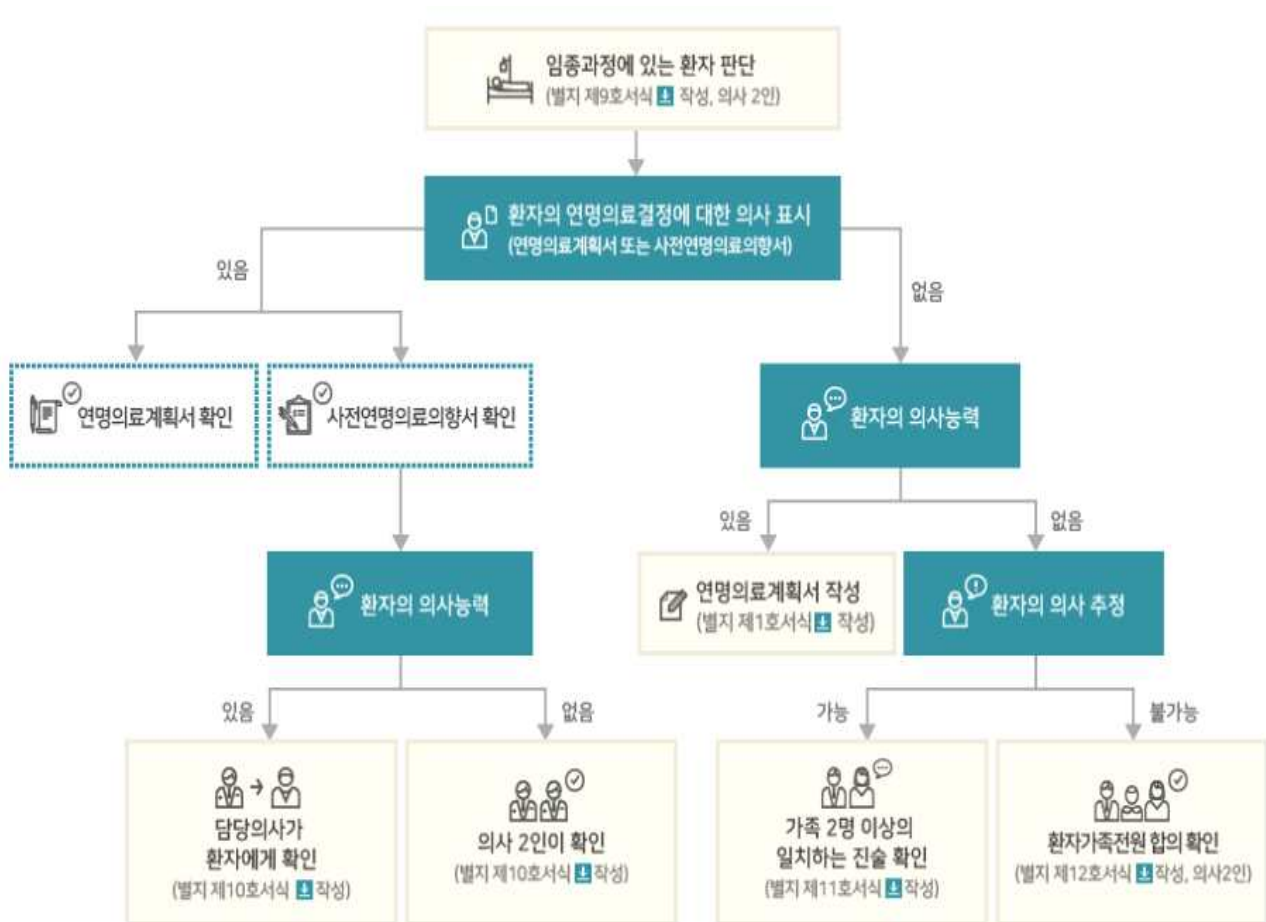 임종과정에 있는 환자 판단
(별지 제9호서식 작성, 의사 2인)
환자의 연명의료결정에 대한 의사 표시
(연명의료계획서 또는 사전연명의료의향서)
있음
없음
연명의료계획서 확인
사전연명의료의향서 확인
환자의 의사능력
있음
없음
환자의 의사능력
연명의료계획서 작성
(별지 제1호서식 작성)
환자의 의사 추정
있음
없음
가능
불가능
담당의사가
환자에게 확인
(별지 제10호서식 작성)
의사 2인이 확인
(별지 제10호서식 작성)
가족 2명 이상의
일치하는 진술 확인
(별지 제11호서식 작성)
환자가족전원 합의 확인
(별지 제12호서식 작성, 의사2인)